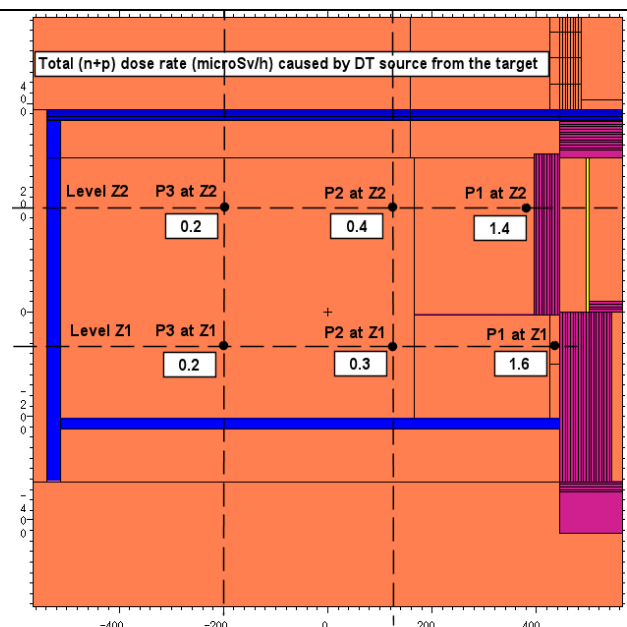 Total (n+p) dose rate (microSv/h) caused by DT source from the target
400
200
0
-200
-400
Level Z2 P3 at Z2 P2 at Z2 P1 at Z2
0.2 0.4 1.4
Level Z1 P3 at Z1 P2 at Z1 P1 at Z1
0.2 0.3 1.6
-400 -200 0 200 400